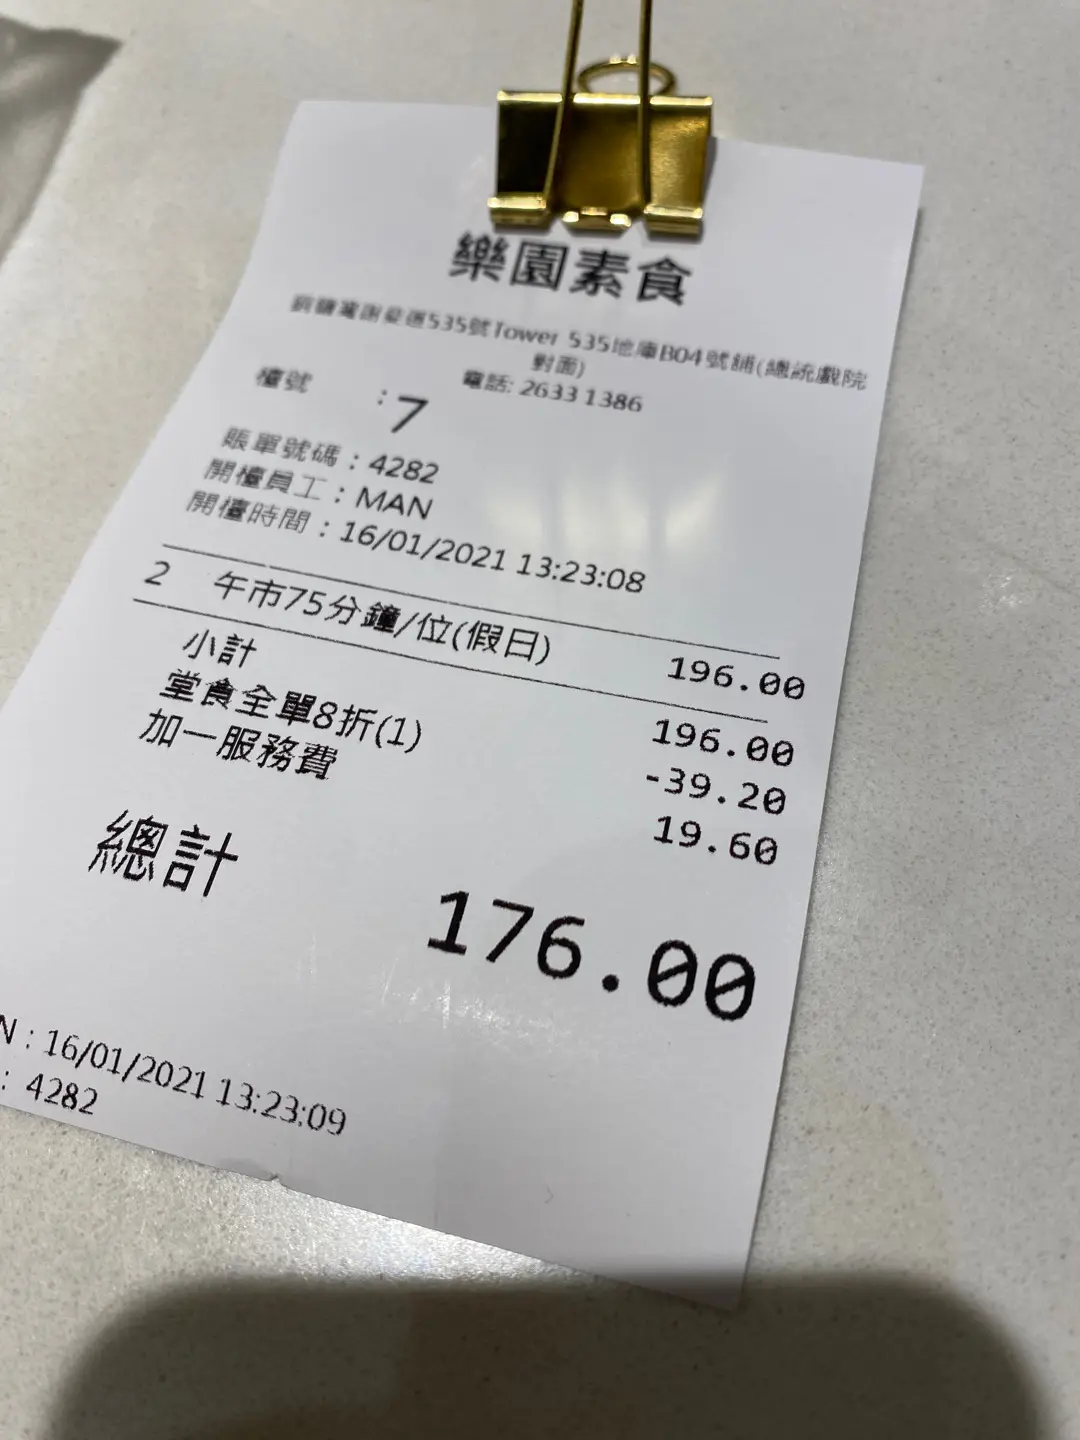 樂園素食
銅鑼灣謝斐道535號Tower 535地庫B04號舖(總統戲院
對面)
電話: 2633 1386
檯號 : 7
賬單號碼 : 4282
開檯員工 : MAN
開檯時間 : 16/01/2021 13:23:08
2 午市75分鐘/位(假日) 196.00
小計 196.00
堂食全單8折(1) -39.20
加一服務費 19.60
總計 176.00
N : 16/01/2021 13:23:09
: 4282